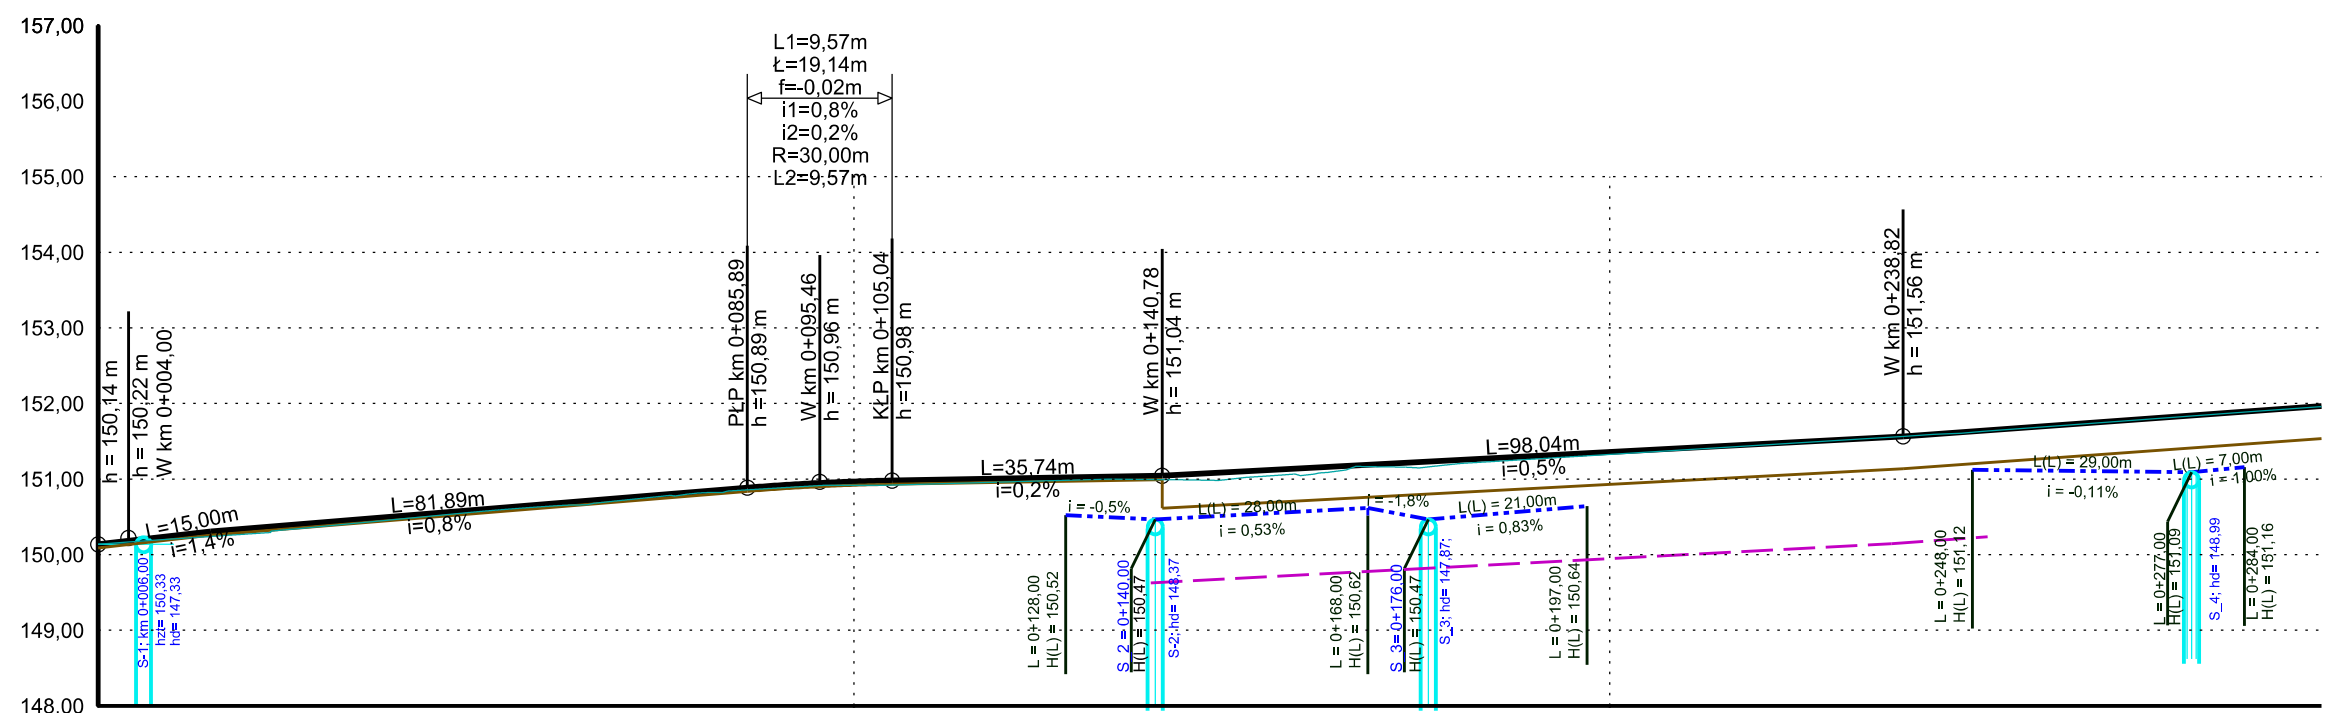 157,00
156,00
155,00
154,00
153,00
152,00
151,00
150,00
149,00
148,00
L1=9,57m
Ł=19,14m
f=-0,02m
i1=0,8%
i2=0,2%
R=30,00m
L2=9,57m
h = 150,14 m
h = 150,22 m
W km 0+004,00
PŁP km 0+085,89
h =150,89 m
W km 0+095,46
h = 150,96 m
KŁP km 0+105,04
h =150,98 m
W km 0+140,78
h = 151,04 m
W km 0+238,82
h = 151,56 m
L=15,00m
i=1,4%
L=81,89m
i=0,8%
L=35,74m
i=0,2%
L=98,04m
i=0,5%
S-1; km 0+006,00
hzt= 150,33
hd= 147,33
i = -0,5%
L(L) = 28,00m
i = 0,53%
i = -1,8%
L(L) = 21,00m
i = 0,83%
L(L) = 29,00m
i = -0,11%
L(L) = 7,00m
i = 1,00%
L = 0+128,00
H(L) = 150,52
S_2 = 0+140,00
H(L) = 150,47
S-2; hd= 148,37
L = 0+168,00
H(L) = 150,62
S_3= 0+176,00
H(L) = 150,47
S_3; hd= 147,87;
L = 0+197,00
H(L) = 150,64
L = 0+248,00
H(L) = 151,12
L = 0+277,00
H(L) = 151,09
S_4; hd= 148,99
L = 0+284,00
H(L) = 151,16